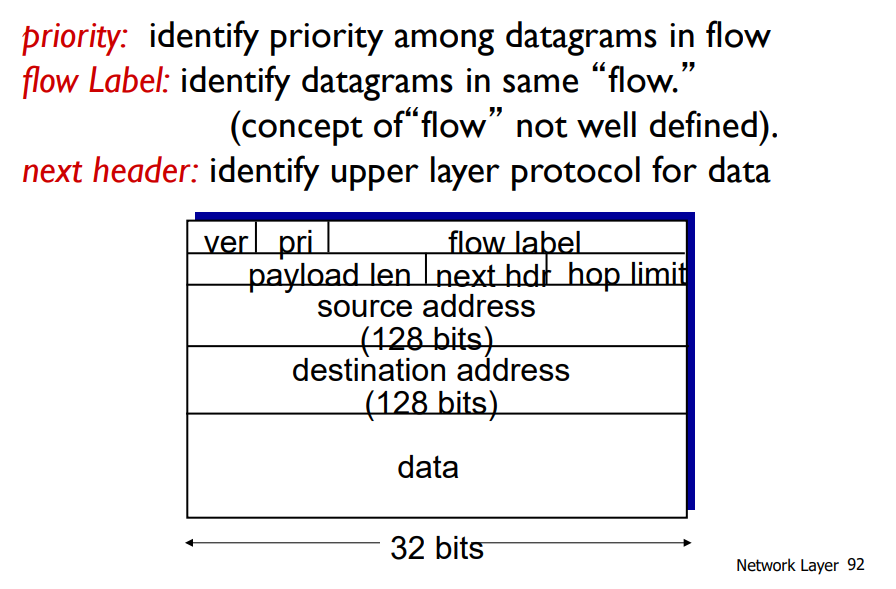 priority: identify priority among datagrams in flow
flow Label: identify datagrams in same “flow.”
(concept of“flow” not well defined).
next header: identify upper layer protocol for data
ver pri flow label
payload len next hdr hop limit
source address
(128 bits)
destination address
(128 bits)
data
32 bits
Network Layer 92